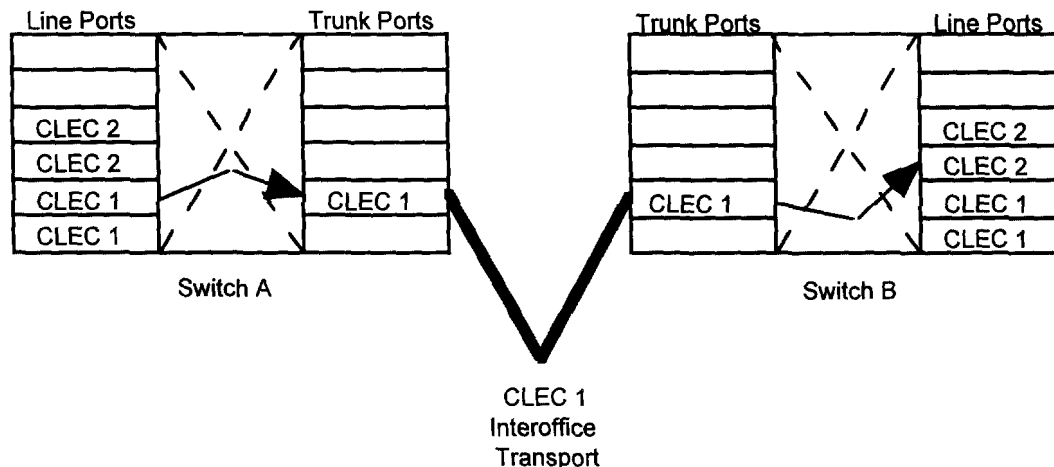 Line Ports
Trunk Ports
CLEC 2
CLEC 2
CLEC 1
CLEC 1
CLEC 1
Switch A
Trunk Ports
Line Ports
CLEC 2
CLEC 2
CLEC 1
CLEC 1
CLEC 1
Switch B
CLEC 1
Interoffice
Transport